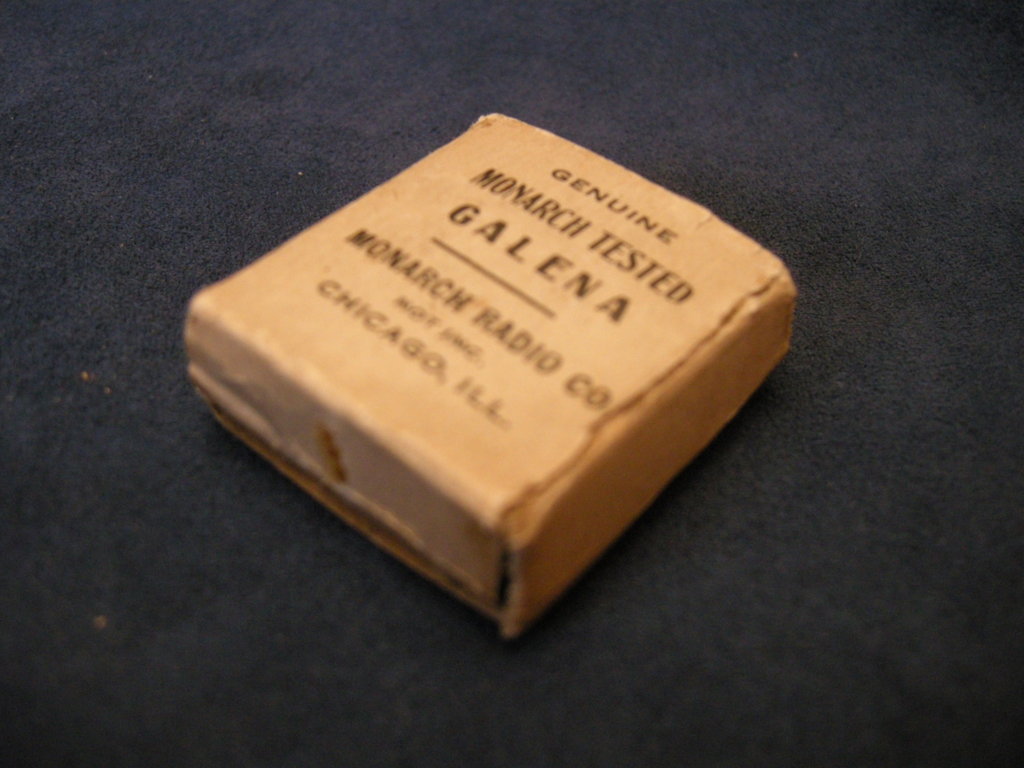 GENUINE
MONARCH TESTED
GALENA
MONARCH RADIO CO
NOT INC.
CHICAGO, ILL.